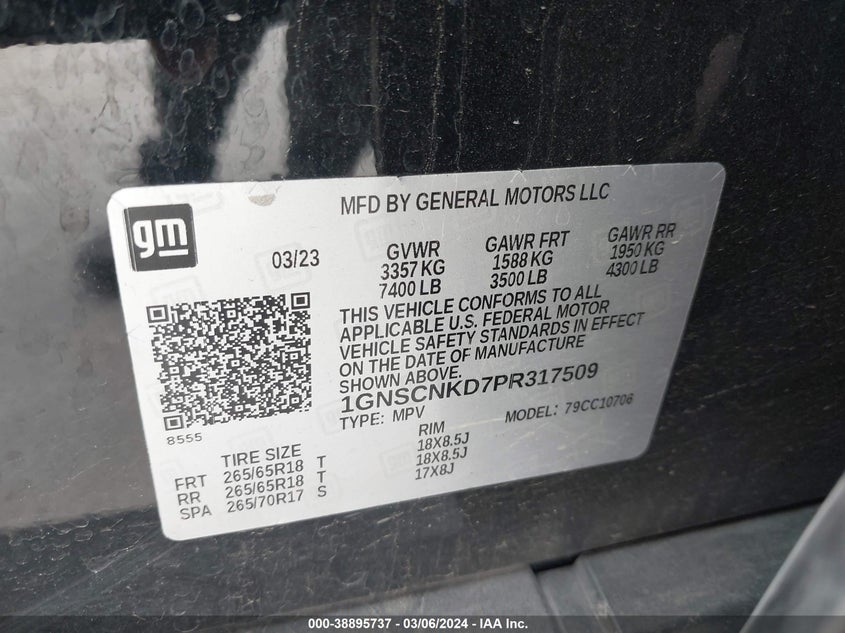 gm
MFD BY GENERAL MOTORS LLC
03/23
GVWR GAWR FRT GAWR RR
3357 KG 1588 KG 1950 KG
7400 LB 3500 LB 4300 LB
THIS VEHICLE CONFORMS TO ALL
APPLICABLE U.S. FEDERAL MOTOR
VEHICLE SAFETY STANDARDS IN EFFECT
ON THE DATE OF MANUFACTURE
SHOWN ABOVE.
1GNSCNKD7PR317509
TYPE: MPV MODEL: 79CC10706
8555
TIRE SIZE RIM
FRT 265/65R18 T 18X8.5J
RR 265/65R18 T 18X8.5J
SPA 265/70R17 S 17X8J
000-38895737 - 03/06/2024 - IAA Inc.